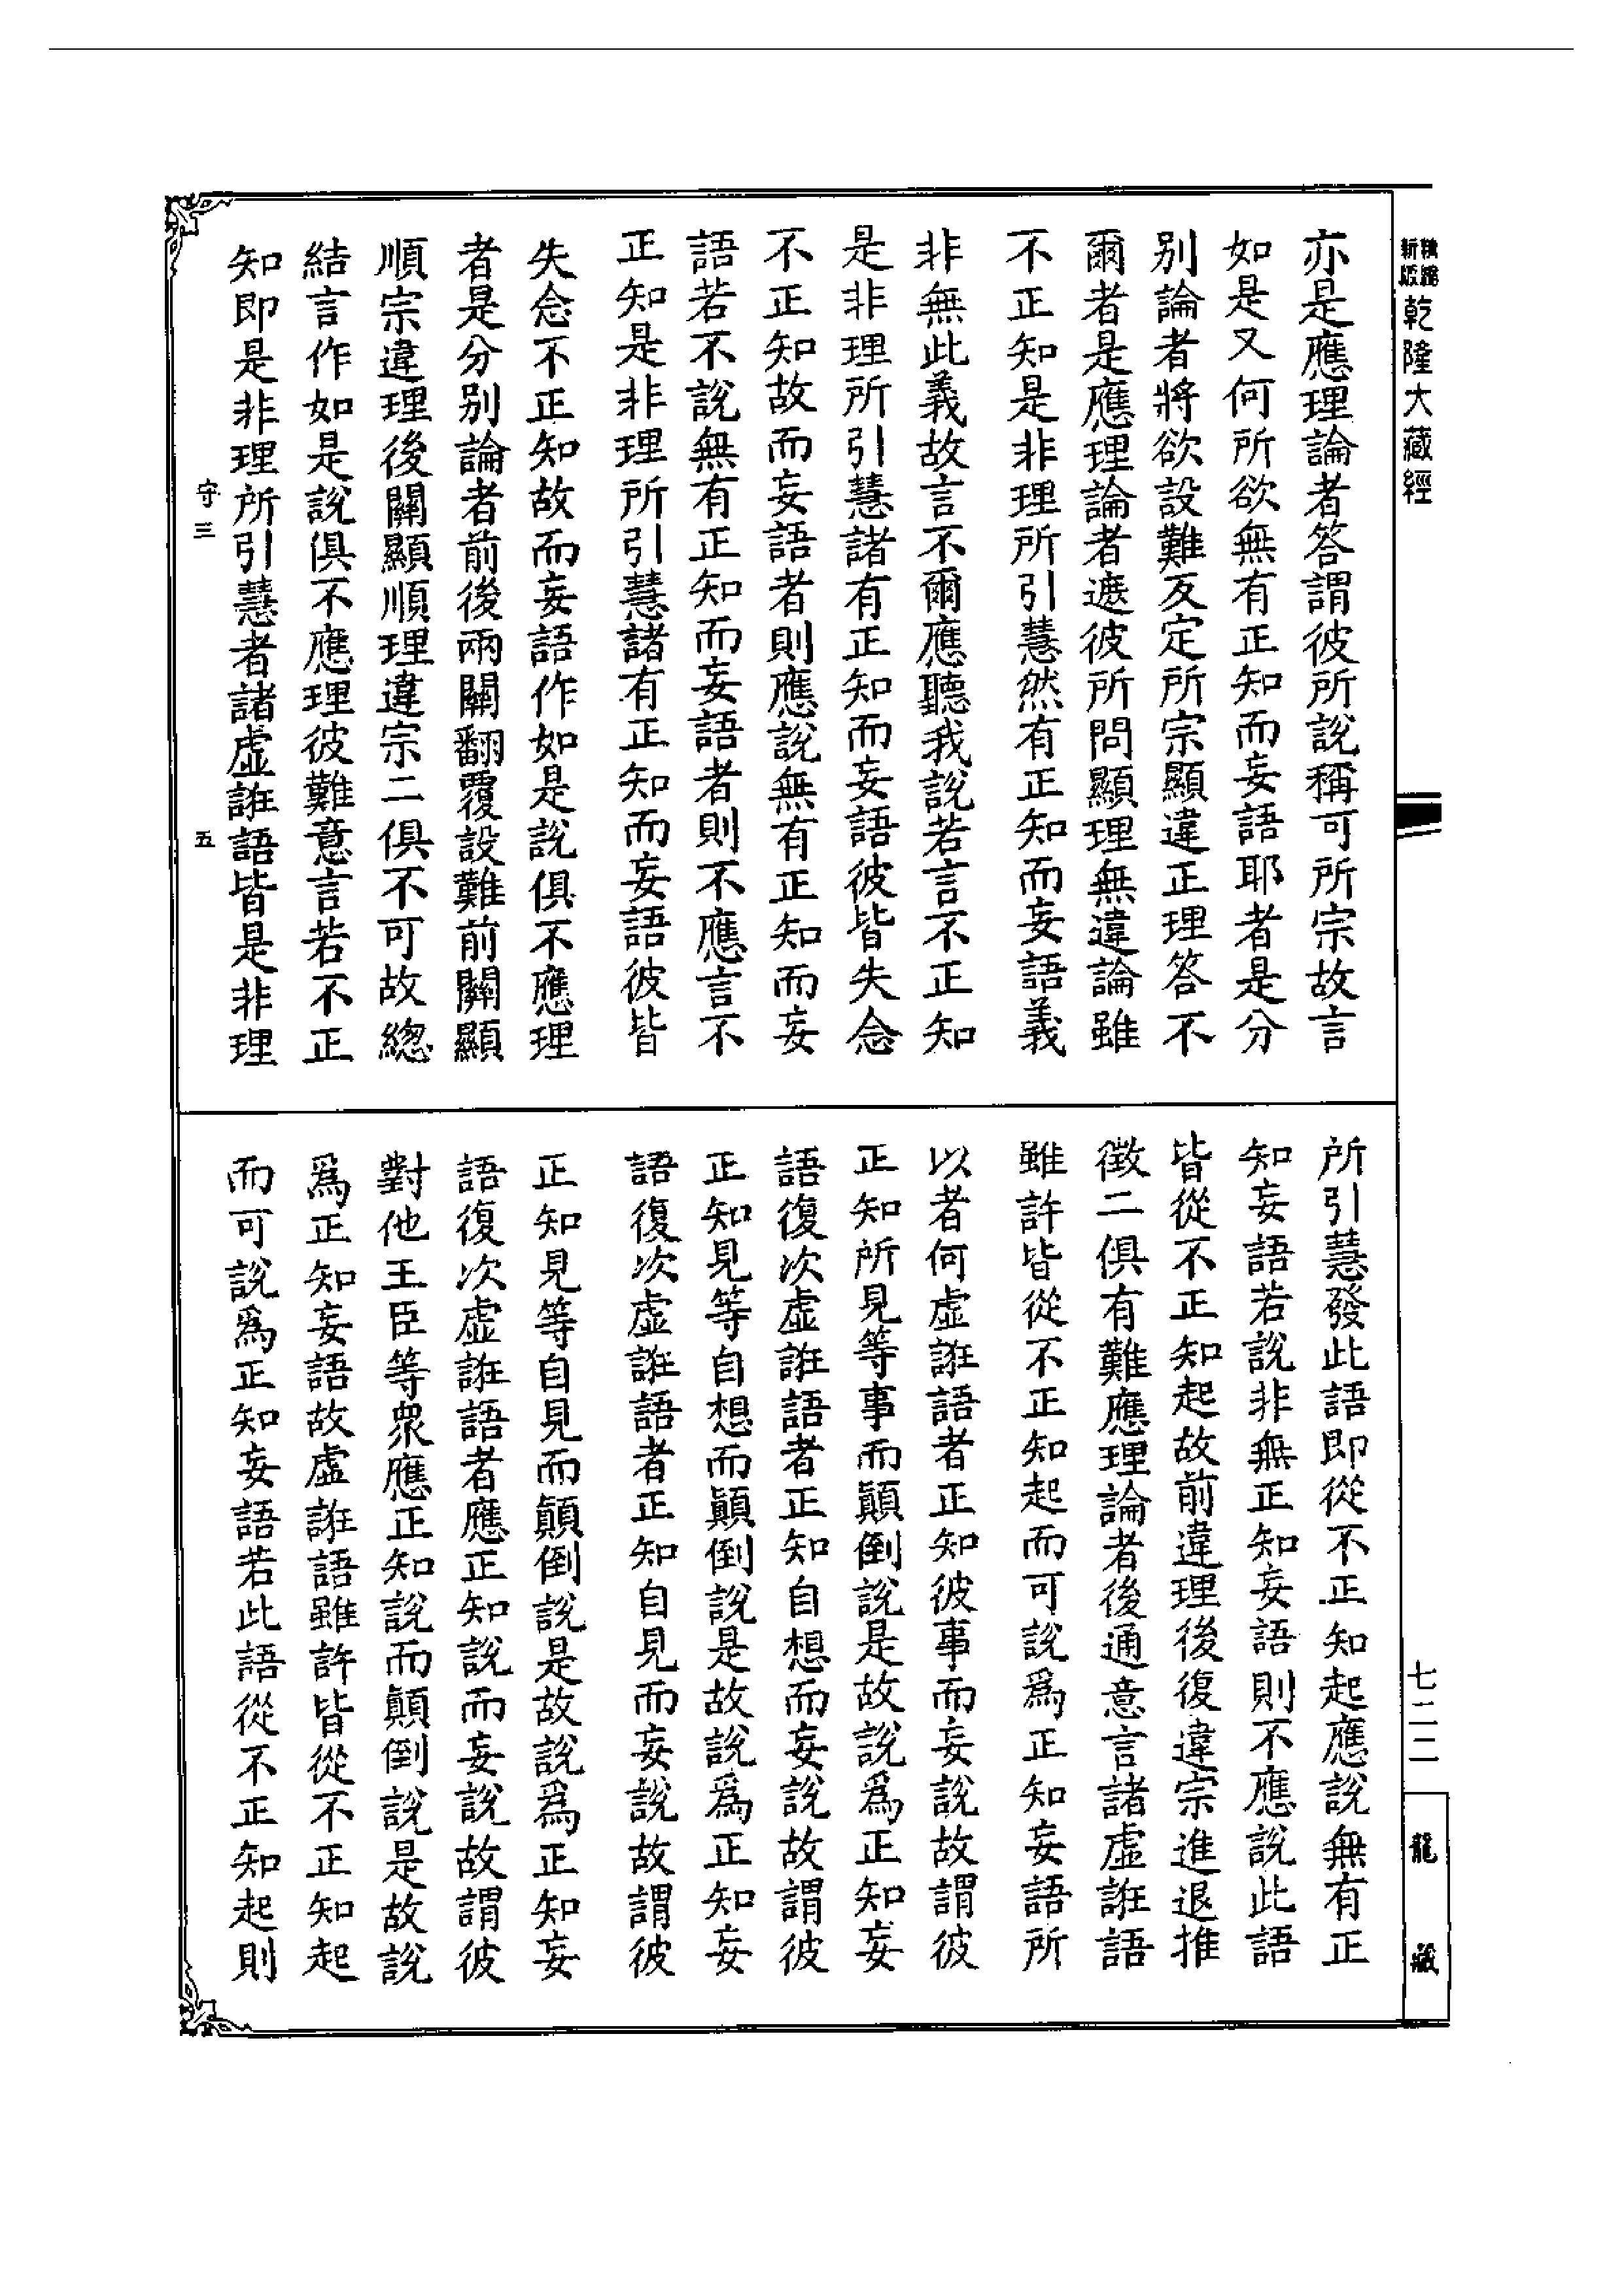 新版
精縮
乾隆大藏經
七二二
龍藏
亦是應理論者答謂彼所說稱可所宗故言
如是又何所欲無有正知而妄語耶者是分
別論者將欲設難反定所宗顯違正理答不
爾者是應理論者遮彼所問顯理無違論雖
不正知是非理所引慧然有正知而妄語義
非無此義故言不爾應聽我說若言不正知
是非理所引慧諸有正知而妄語彼皆失念
不正知故而妄語者則應說無有正知而妄
語若不說無有正知而妄語者則不應言不
正知是非理所引慧諸有正知而妄語彼皆
失念不正知故而妄語作如是說俱不應理
者是分別論者前後兩關翻覆設難前關顯
順宗違理後關顯順理違宗二俱不可故總
結言作如是說俱不應理彼難意言若不正
知即是非理所引慧者諸虛誑語皆是非理
守三
五
所引慧發此語即從不正知起應說無有正
知妄語若說非無正知妄語則不應說此語
皆從不正知起故前違理後復違宗進退推
徵二俱有難應理論者後通意言諸虛誑語
雖許皆從不正知起而可說爲正知妄語所
以者何虛誑語者正知彼事而妄說故謂彼
正知所見等事而顛倒說是故說爲正知妄
語復次虛誑語者正知自想而妄說故謂彼
正知見等自想而顛倒說是故說爲正知妄
語復次虛誑語者正知自見而妄說故謂彼
正知見等自見而顛倒說是故說爲正知妄
語復次虛誑語者應正知說而妄說故謂彼
對他王臣等衆應正知說而顛倒說是故說
爲正知妄語故虛誑語雖許皆從不正知起
而可說爲正知妄語若此語從不正知起則